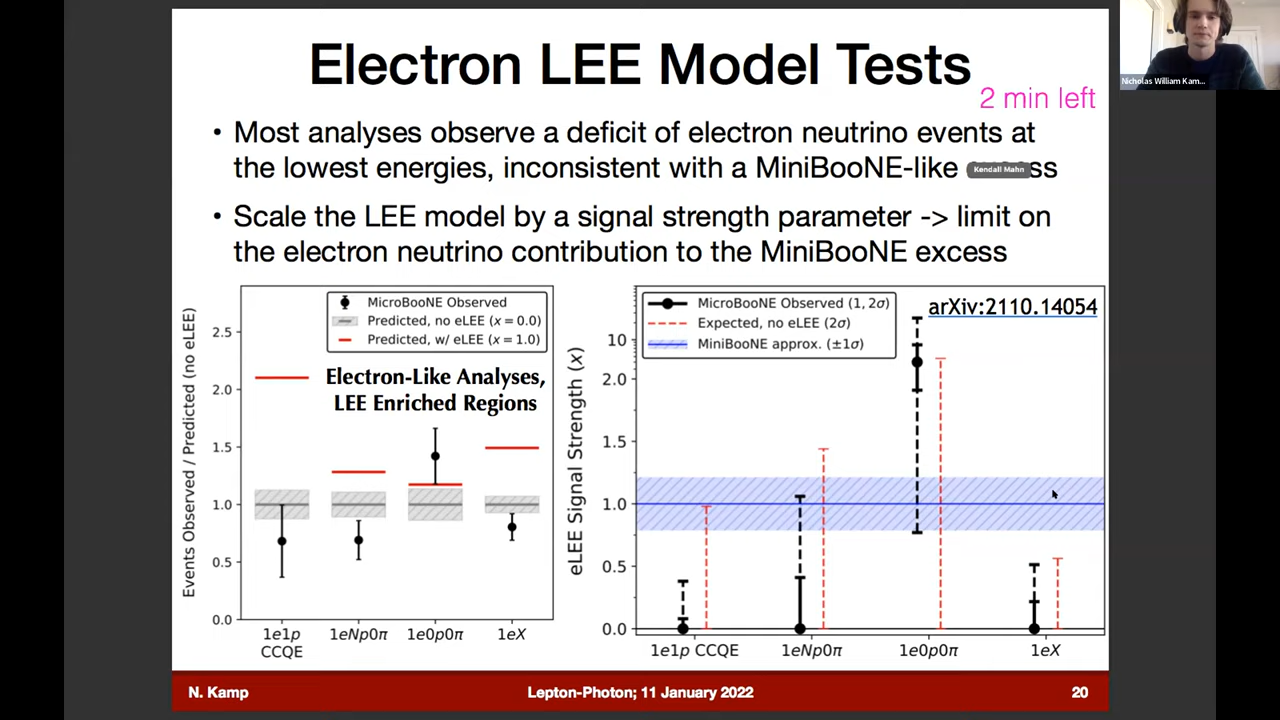 Electron LEE Model Tests
2 min left
Nicholas William Kam...
• Most analyses observe a deficit of electron neutrino events at
the lowest energies, inconsistent with a MiniBooNE-like
Kendall Mahn
• Scale the LEE model by a signal strength parameter -> limit on
the electron neutrino contribution to the MiniBooNE excess
Events Observed / Predicted (no eLEE)
2.5
2.0
1.5
1.0
0.5
0.0
MicroBooNE Observed
Predicted, no eLEE (x = 0.0)
Predicted, w/ eLEE (x = 1.0)
Electron-Like Analyses,
LEE Enriched Regions
1e1p
CCQE
1eNp0π
1e0p0π
1eX
eLEE Signal Strength (x)
10
2.0
1.5
1.0
0.5
0.0
MicroBooNE Observed (1, 2σ)
Expected, no eLEE (2σ)
MiniBooNE approx. (±1σ)
arXiv:2110.14054
1e1p CCQE
1eNp0π
1e0p0π
1eX
N. Kamp
Lepton-Photon; 11 January 2022
20